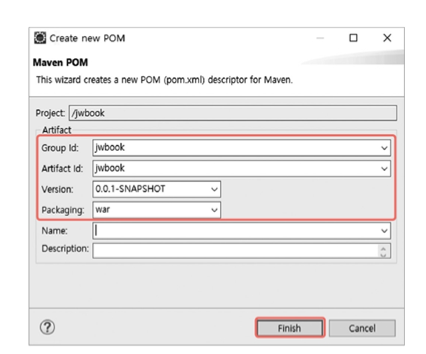 Create new POM
Maven POM
This wizard creates a new POM (pom.xml) descriptor for Maven.
Project: /jwbook
Artifact
Group Id: jwbook
Artifact Id: jwbook
Version: 0.0.1-SNAPSHOT
Packaging: war
Name:
Description:
Finish Cancel